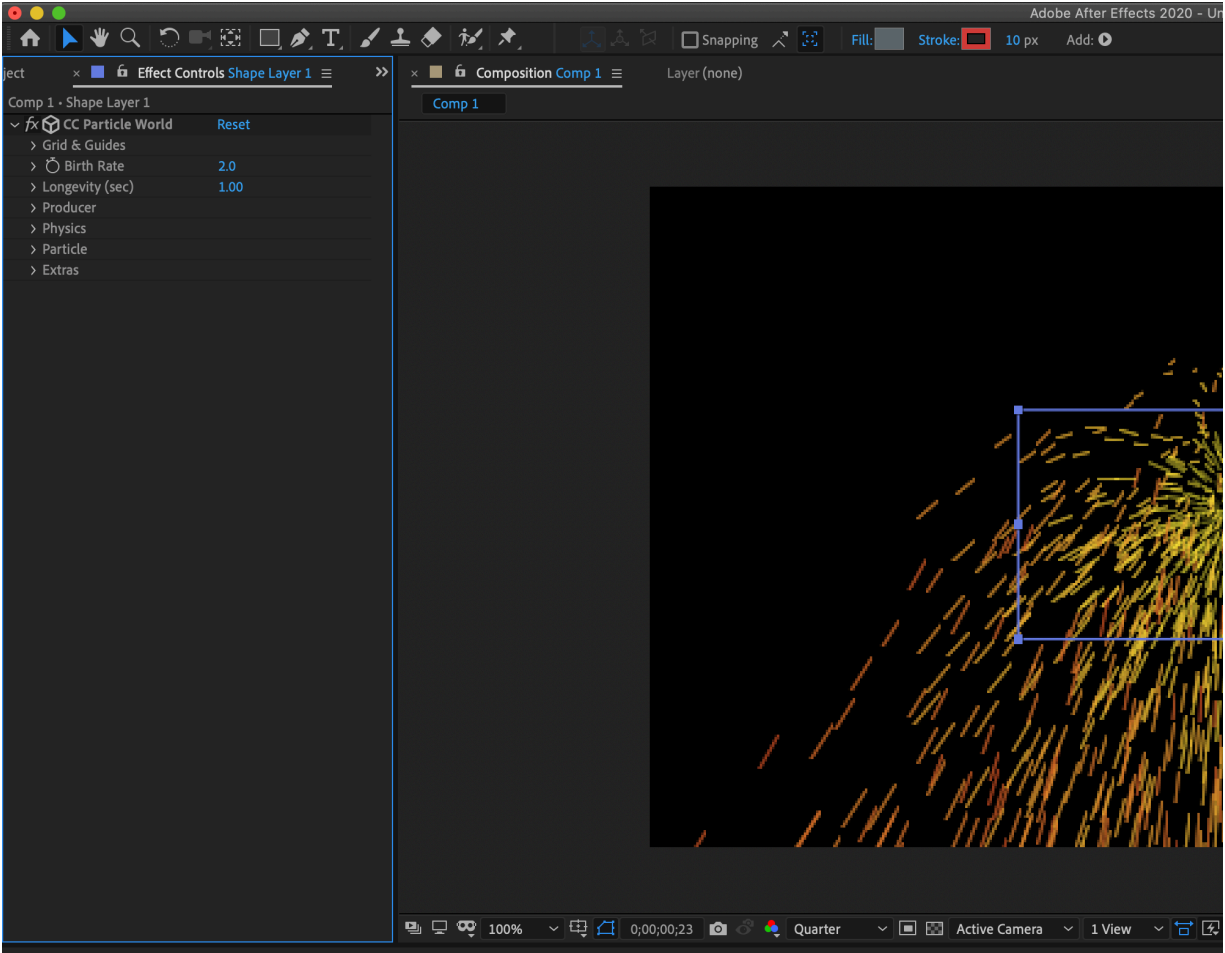 Adobe After Effects 2020 - Un
T Snapping Fill: Stroke: 10 px Add:
ject × Effect Controls Shape Layer 1 ☰ »
× Composition Comp 1 ☰ Layer (none)
Comp 1 • Shape Layer 1
Comp 1
fx CC Particle World Reset
> Grid & Guides
> Birth Rate 2.0
> Longevity (sec) 1.00
> Producer
> Physics
> Particle
> Extras
100% 0;00;00;23 Quarter Active Camera 1 View